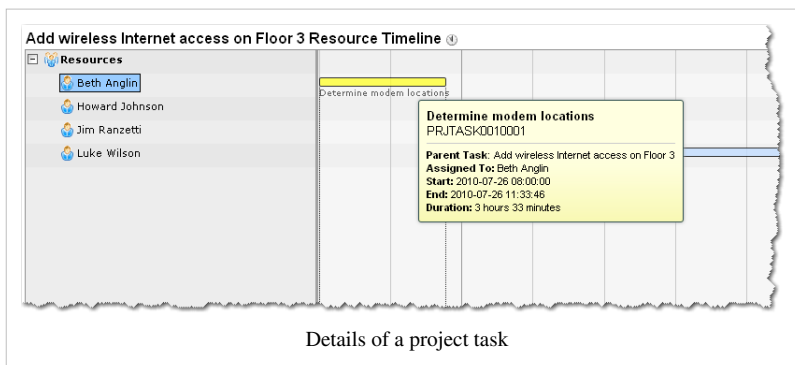 Add wireless Internet access on Floor 3 Resource Timeline
Resources
Beth Anglin
Howard Johnson
Jim Ranzetti
Luke Wilson
Determine modem locations
Determine modem locations
PRJTASK0010001
Parent Task: Add wireless Internet access on Floor 3
Assigned To: Beth Anglin
Start: 2010-07-26 08:00:00
End: 2010-07-26 11:33:46
Duration: 3 hours 33 minutes
Details of a project task